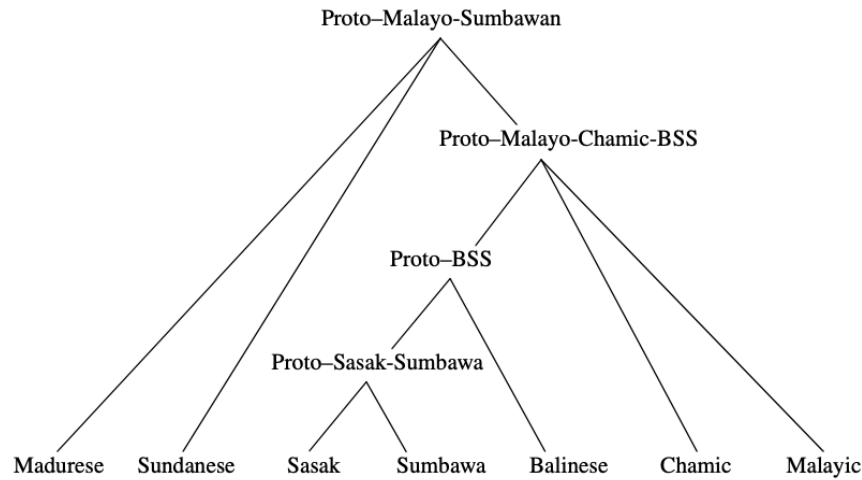 Proto–Malayo-Sumbawan
Proto–Malayo-Chamic-BSS
Proto–BSS
Proto–Sasak-Sumbawa
Madurese Sundanese Sasak Sumbawa Balinese Chamic Malayic